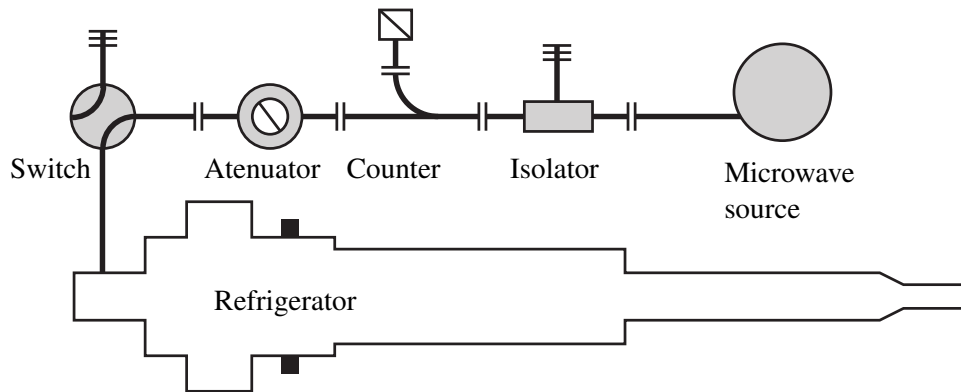 Switch
Atenuator
Counter
Isolator
Microwave
source
Refrigerator